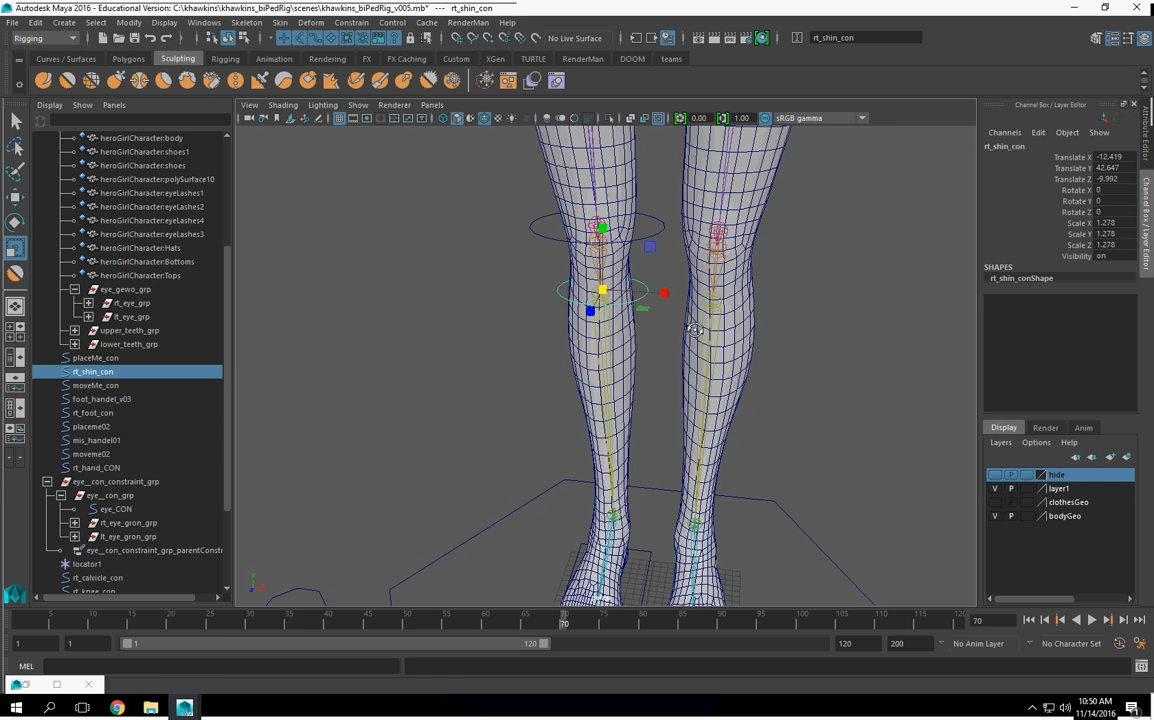 Autodesk Maya 2016 - Educational Version: C:\khawkins\khawkins_biPedRig\scenes\khawkins_biPedRig_v005.mb* --- rt_shin_con
File Edit Create Select Modify Display Windows Skeleton Skin Deform Constrain Control Cache RenderMan Help
Rigging No Live Surface rt_shin_con
Curves / Surfaces Polygons Sculpting Rigging Animation Rendering FX FX Caching Custom XGen TURTLE RenderMan DOOM teams
Display Show Panels
View Shading Lighting Show Renderer Panels
0.00 1.00 sRGB gamma
heroGirlCharacter:body
heroGirlCharacter:shoes1
heroGirlCharacter:shoes
heroGirlCharacter:polySurface10
heroGirlCharacter:eyeLashes1
heroGirlCharacter:eyeLashes2
heroGirlCharacter:eyeLashes4
heroGirlCharacter:eyeLashes3
heroGirlCharacter:Hats
heroGirlCharacter:Bottoms
heroGirlCharacter:Tops
eye_gewo_grp
rt_eye_grp
lt_eye_grp
upper_teeth_grp
lower_teeth_grp
placeMe_con
rt_shin_con
moveMe_con
foot_handel_v03
rt_foot_con
placeme02
mis_handel01
moveme02
rt_hand_CON
eye__con_constraint_grp
eye__con_grp
eye_CON
rt_eye_gron_grp
lt_eye_gron_grp
eye__con_constraint_grp_parentConstr
locator1
rt_calvicle_con
rt_knee_con
Channel Box / Layer Editor
Channels Edit Object Show
rt_shin_con
Translate X -12.419
Translate Y 42.647
Translate Z -9.992
Rotate X 0
Rotate Y 0
Rotate Z 0
Scale X 1.278
Scale Y 1.278
Scale Z 1.278
Visibility on
SHAPES
rt_shin_conShape
Attribute Editor
Channel Box / Layer Editor
Display Render Anim
Layers Options Help
hide
V P layer1
clothesGeo
V P bodyGeo
5 10 15 20 25 30 35 40 45 50 55 60 65 70 75 80 85 90 95 100 105 110 115 120
70
70
1 1 1 120 120 200 No Anim Layer No Character Set
MEL
10:50 AM
11/14/2016